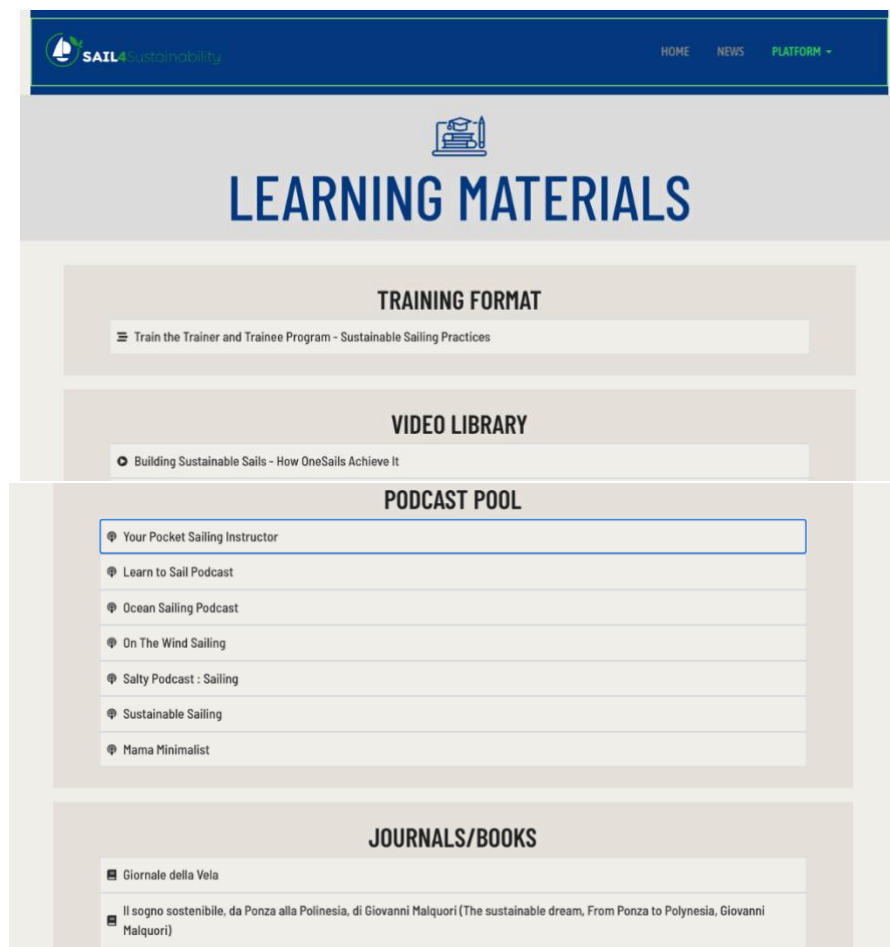 SAIL4Sustainability
HOME NEWS PLATFORM
LEARNING MATERIALS
TRAINING FORMAT
Train the Trainer and Trainee Program - Sustainable Sailing Practices
VIDEO LIBRARY
Building Sustainable Sails - How OneSails Achieve It
PODCAST POOL
Your Pocket Sailing Instructor
Learn to Sail Podcast
Ocean Sailing Podcast
On The Wind Sailing
Salty Podcast : Sailing
Sustainable Sailing
Mama Minimalist
JOURNALS/BOOKS
Giornale della Vela
Il sogno sostenibile, da Ponza alla Polinesia, di Giovanni Malquori (The sustainable dream, From Ponza to Polynesia, Giovanni
Malquori)